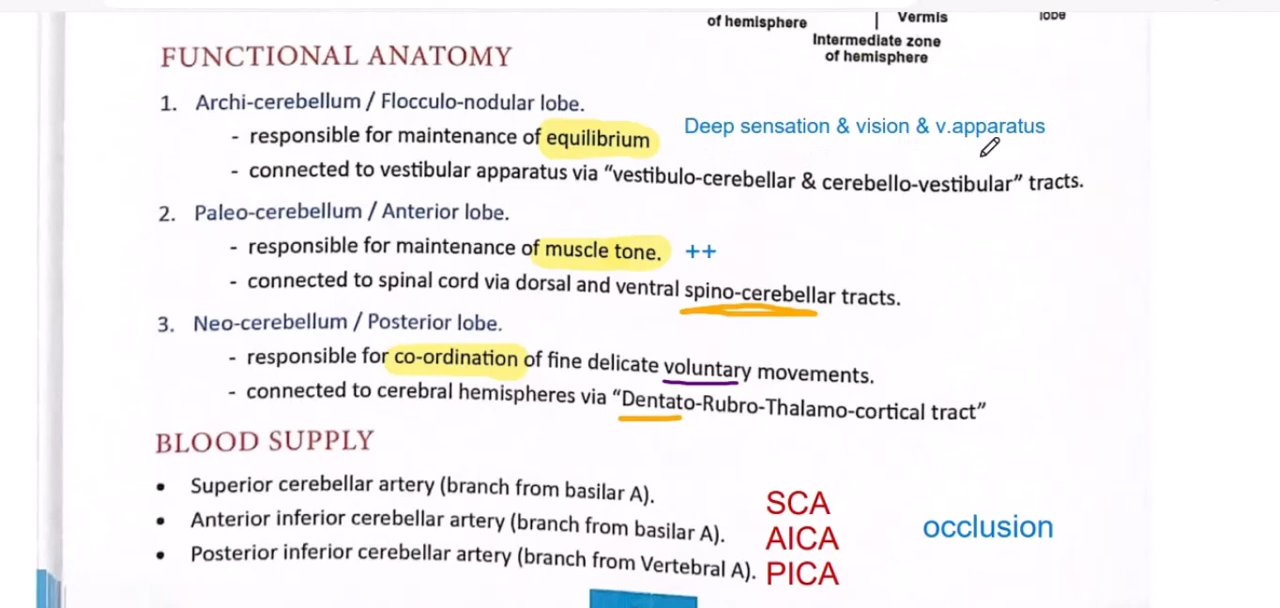 of hemisphere
Vermis
lobe
Intermediate zone
of hemisphere
FUNCTIONAL ANATOMY
1. Archi-cerebellum / Flocculo-nodular lobe.
- responsible for maintenance of equilibrium
Deep sensation & vision & v.apparatus
- connected to vestibular apparatus via “vestibulo-cerebellar & cerebello-vestibular” tracts.
2. Paleo-cerebellum / Anterior lobe.
- responsible for maintenance of muscle tone. ++
- connected to spinal cord via dorsal and ventral spino-cerebellar tracts.
3. Neo-cerebellum / Posterior lobe.
- responsible for co-ordination of fine delicate voluntary movements.
- connected to cerebral hemispheres via “Dentato-Rubro-Thalamo-cortical tract”
BLOOD SUPPLY
• Superior cerebellar artery (branch from basilar A). SCA
• Anterior inferior cerebellar artery (branch from basilar A). AICA
occlusion
• Posterior inferior cerebellar artery (branch from Vertebral A). PICA